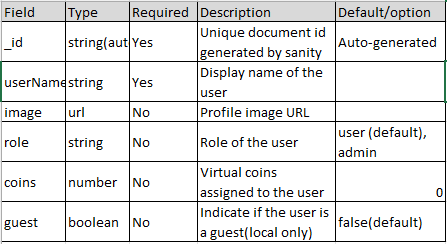 Field Type Required Description Default/option
_id string(aut Yes Unique document id generated by sanity Auto-generated
userName string Yes Display name of the user
image url No Profile image URL
role string No Role of the user user (default), admin
coins number No Virtual coins assigned to the user 0
guest boolean No Indicate if the user is a guest(local only) false(default)